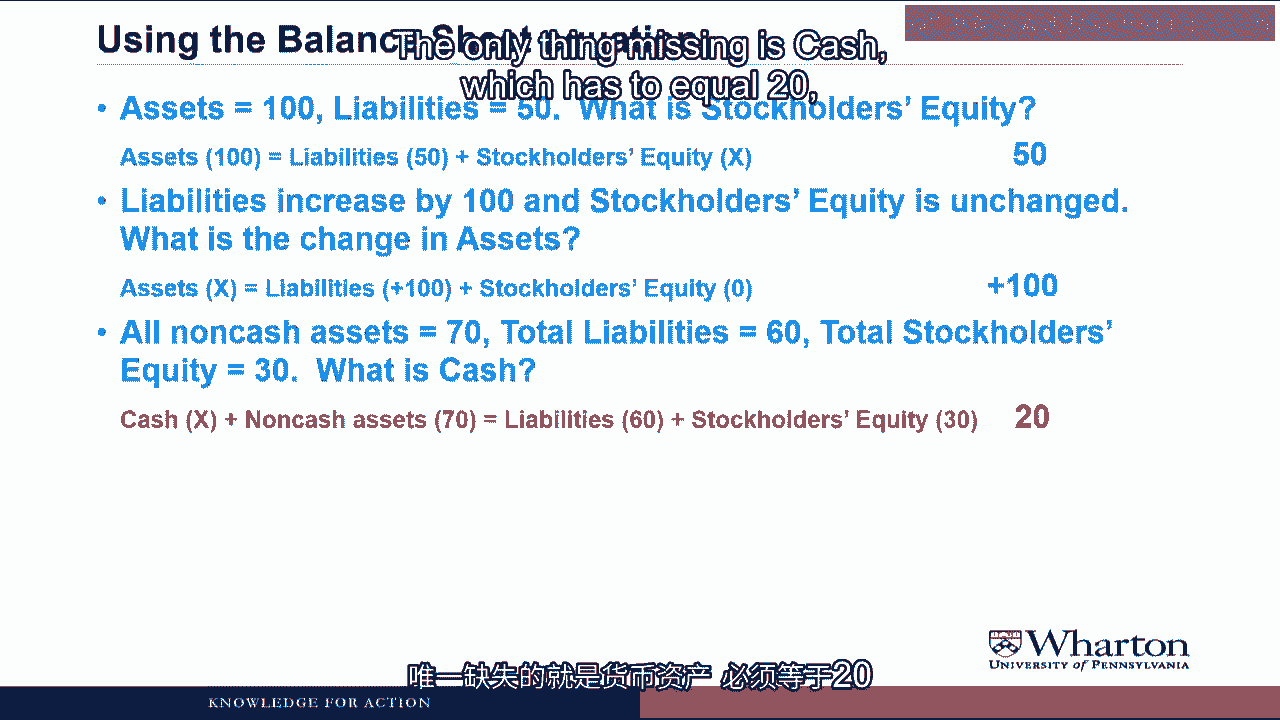 Using the Balance Sheet Equation
The only thing missing is Cash,
which has to equal 20,
• Assets = 100, Liabilities = 50. What is Stockholders’ Equity?
Assets (100) = Liabilities (50) + Stockholders’ Equity (X) 50
• Liabilities increase by 100 and Stockholders’ Equity is unchanged.
What is the change in Assets?
Assets (X) = Liabilities (+100) + Stockholders’ Equity (0) +100
• All noncash assets = 70, Total Liabilities = 60, Total Stockholders’
Equity = 30. What is Cash?
Cash (X) + Noncash assets (70) = Liabilities (60) + Stockholders’ Equity (30) 20
Wharton
UNIVERSITY of PENNSYLVANIA
唯一缺失的就是货币资产 必须等于20
KNOWLEDGE FOR ACTION